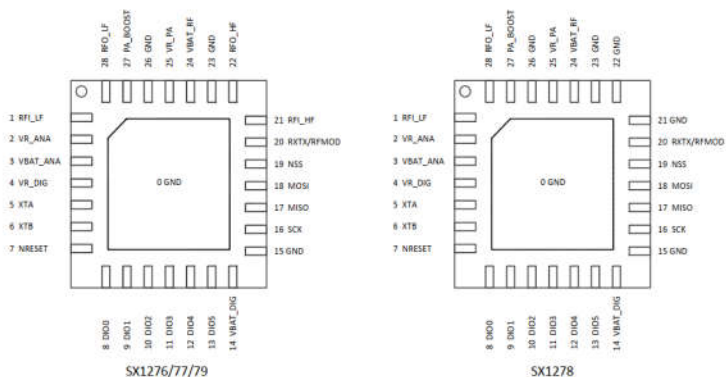 28 RFO_LF
27 PA_BOOST
26 GND
25 VR_PA
24 VBAT_RF
23 GND
22 RFO_HF
1 RFI_LF
2 VR_ANA
3 VBAT_ANA
4 VR_DIG
5 XTA
6 XTB
7 NRESET
0 GND
21 RFI_HF
20 RXTX/RFMOD
19 NSS
18 MOSI
17 MISO
16 SCK
15 GND
8 DIO0
9 DIO1
10 DIO2
11 DIO3
12 DIO4
13 DIO5
14 VBAT_DIG
SX1276/77/79
28 RFO_LF
27 PA_BOOST
26 GND
25 VR_PA
24 VBAT_RF
23 GND
22 GND
1 RFI_LF
2 VR_ANA
3 VBAT_ANA
4 VR_DIG
5 XTA
6 XTB
7 NRESET
0 GND
21 GND
20 RXTX/RFMOD
19 NSS
18 MOSI
17 MISO
16 SCK
15 GND
8 DIO0
9 DIO1
10 DIO2
11 DIO3
12 DIO4
13 DIO5
14 VBAT_DIG
SX1278